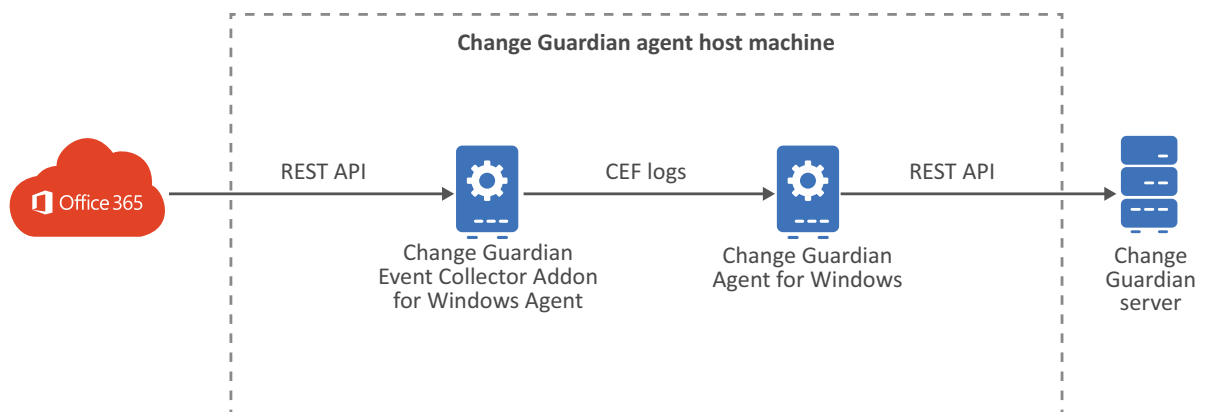 Change Guardian agent host machine
REST API
CEF logs
REST API
Office 365
Change Guardian
Event Collector Addon
for Windows Agent
Change Guardian
Agent for Windows
Change
Guardian
server